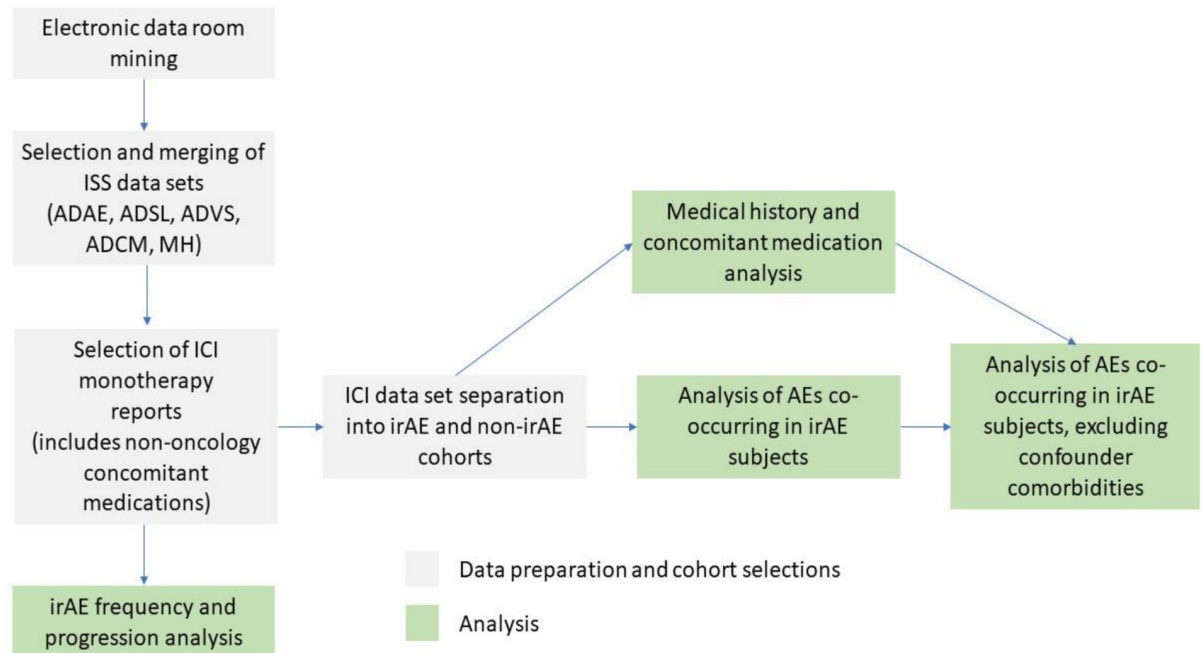 Electronic data room
mining
Selection and merging of
ISS data sets
(ADAE, ADSL, ADVS,
ADCM, MH)
Selection of ICI
monotherapy
reports
(includes non-oncology
concomitant
medications)
irAE frequency and
progression analysis
ICI data set separation
into irAE and non-irAE
cohorts
Medical history and
concomitant medication
analysis
Analysis of AEs co-
occurring in irAE
subjects
Analysis of AEs co-
occurring in irAE
subjects, excluding
confounder
comorbidities
Data preparation and cohort selections
Analysis